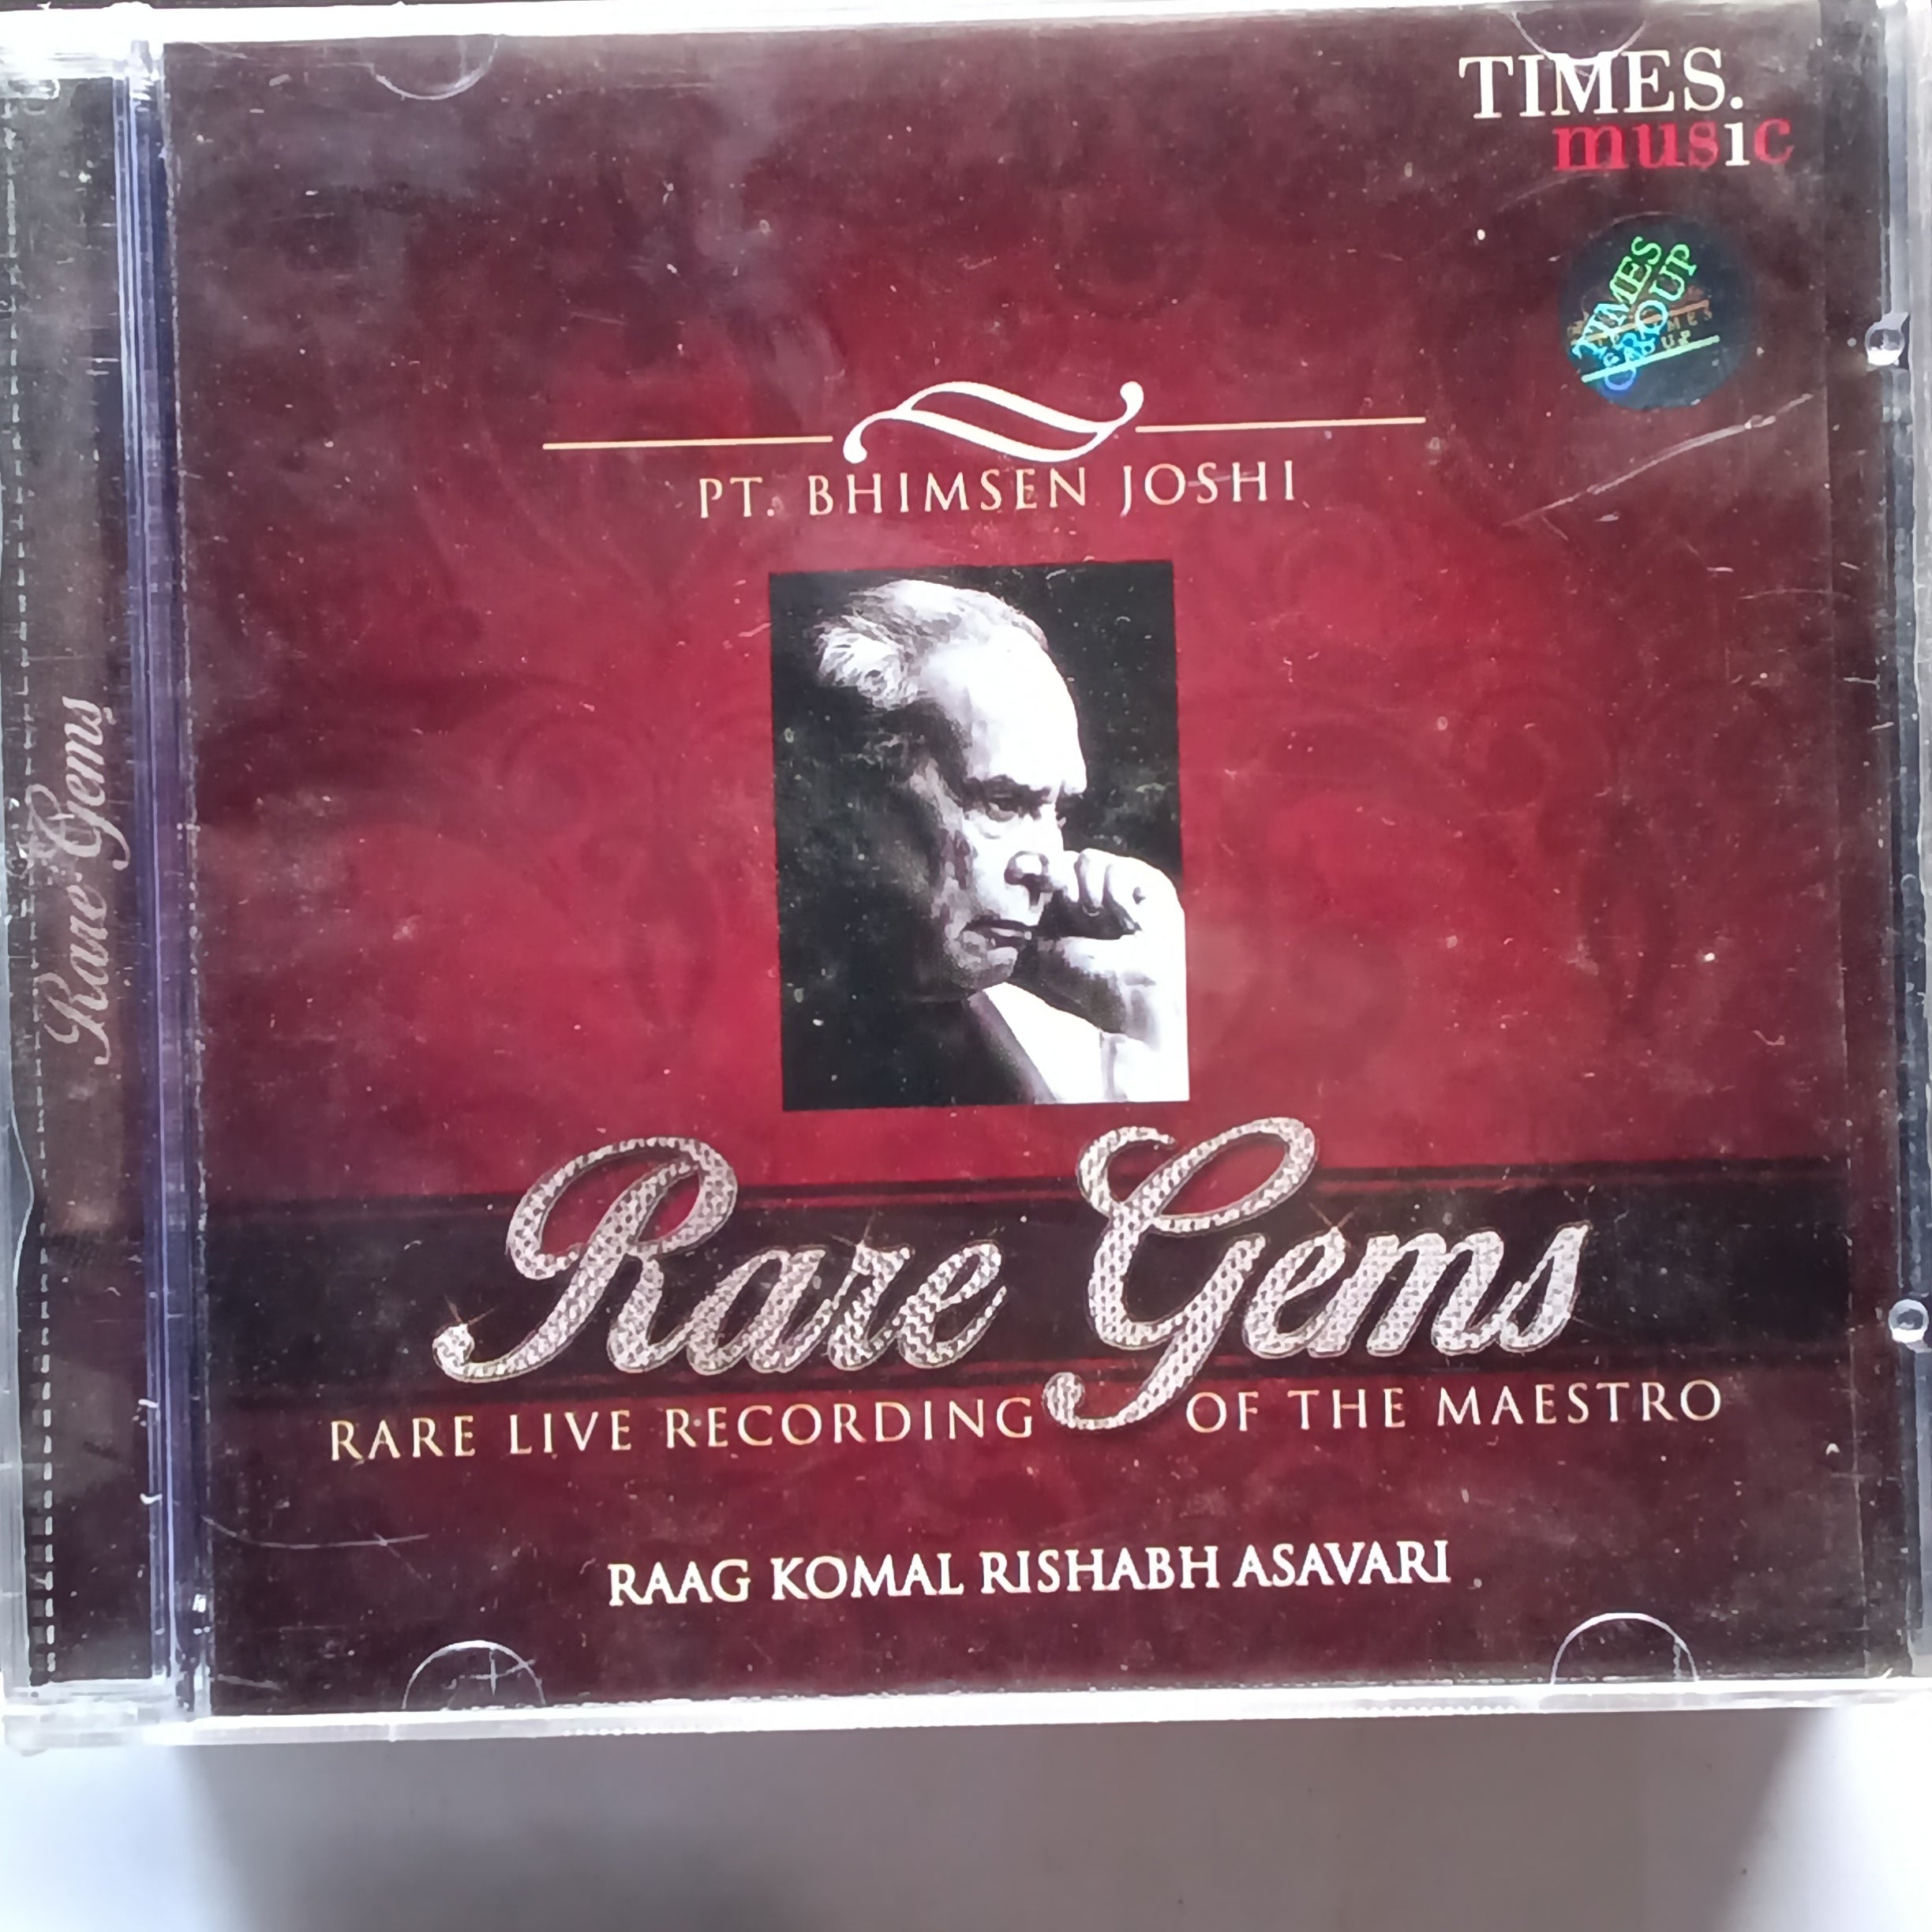 TIMES.
music
TIMES
GROUP
PT. BHIMSEN JOSHI
Rare Gems
RARE LIVE RECORDING OF THE MAESTRO
RAAG KOMAL RISHABH ASAVARI
Rare Gems